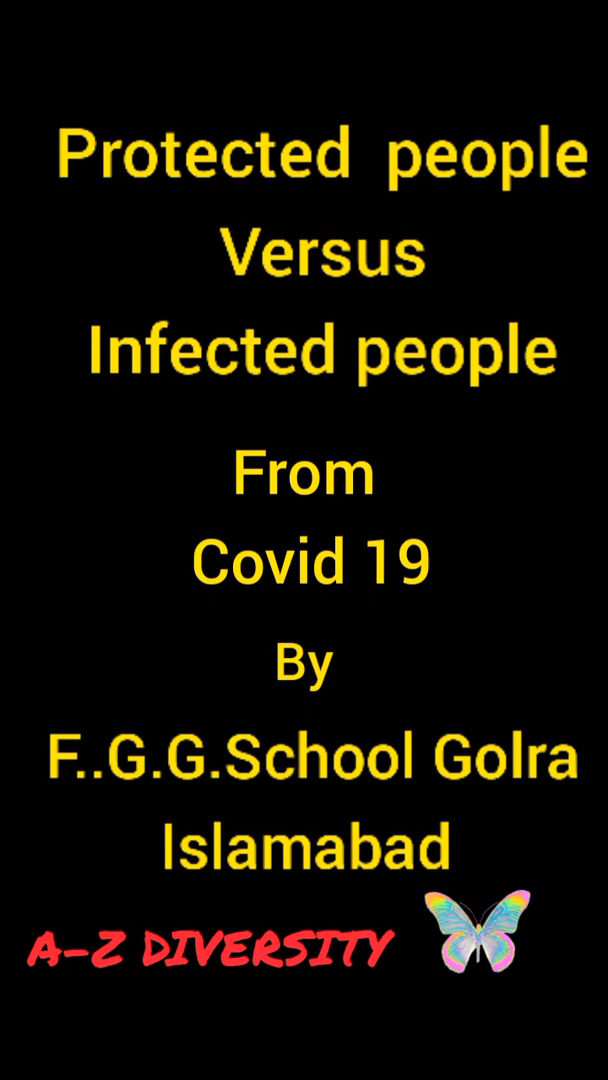 Protected people
Versus
Infected people
From
Covid 19
By
F..G.G.School Golra
Islamabad
A-Z DIVERSITY